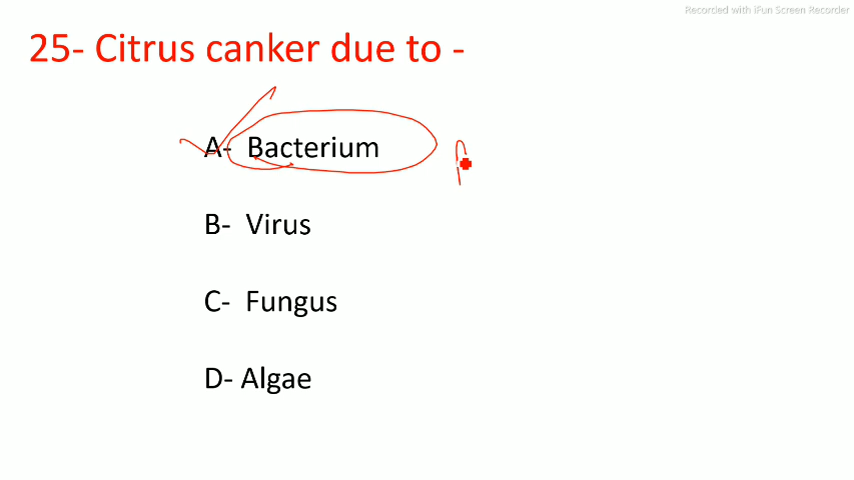 Recorded with iFun Screen Recorder
25- Citrus canker due to -
A- Bacterium
B- Virus
C- Fungus
D- Algae